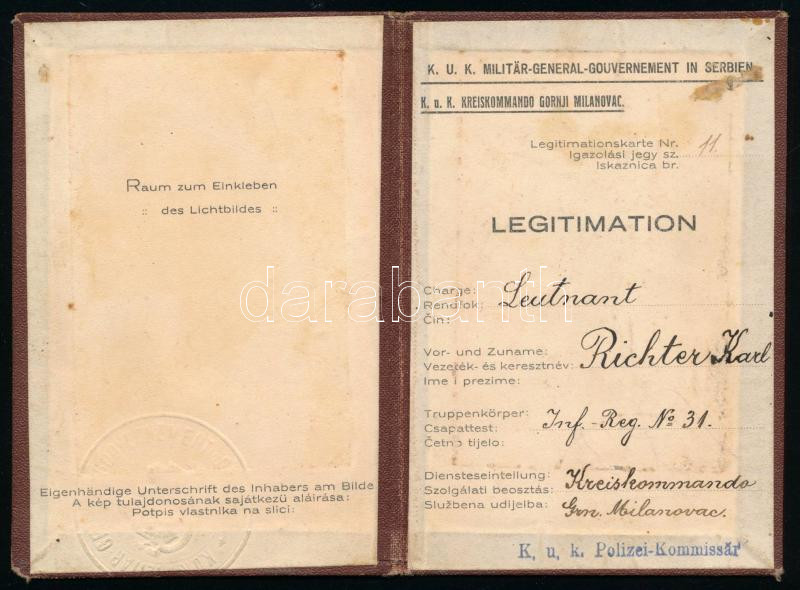 Raum zum Einkleben
:: des Lichtbildes ::
Eigenhändige Unterschrift des Inhabers am Bilde
A kép tulajdonosának sajátkezü aláirása:
Potpis vlastnika na slici:
K. U. K. MILITÄR-GENERAL-GOUVERNEMENT IN SERBIEN
K. u. K. KREISKOMMANDO GORNJI MILANOVAC.
Legitimationskarte Nr. 11.
Igazolási jegy sz.
Iskaznica br.
LEGITIMATION
Charge:
Rendfok: Leutnant
Čin:
Vor- und Zuname:
Vezeték- és keresztnév: Richter Karl
Ime i prezime:
Truppenkörper:
Csapattest: Inf.-Reg. No 31.
Četno tijelo:
Diensteseinteilung: Kreiskommando
Szolgálati beosztás:
Službena udijelba: Grn. Milanovac.
K. u. k. Polizei-Kommissär
darabanth